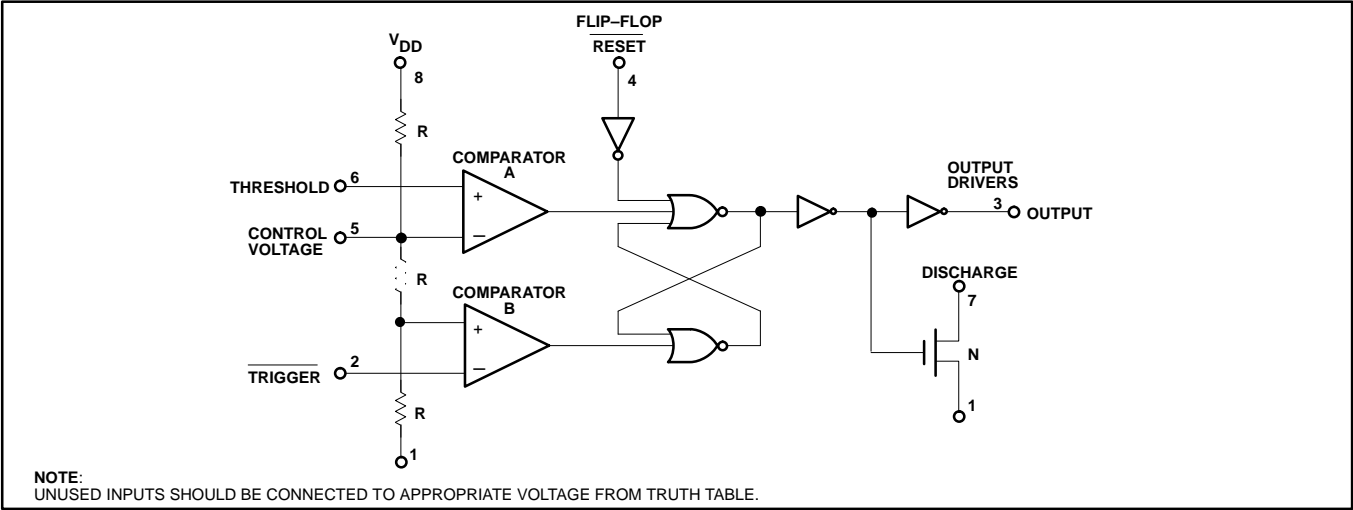 FLIP–FLOP
RESET
4
VDD
8
R
COMPARATOR
A
THRESHOLD
6
+
–
CONTROL
VOLTAGE
5
OUTPUT
DRIVERS
3
OUTPUT
R
COMPARATOR
B
+
–
DISCHARGE
7
N
1
TRIGGER
2
R
1
NOTE:
UNUSED INPUTS SHOULD BE CONNECTED TO APPROPRIATE VOLTAGE FROM TRUTH TABLE.